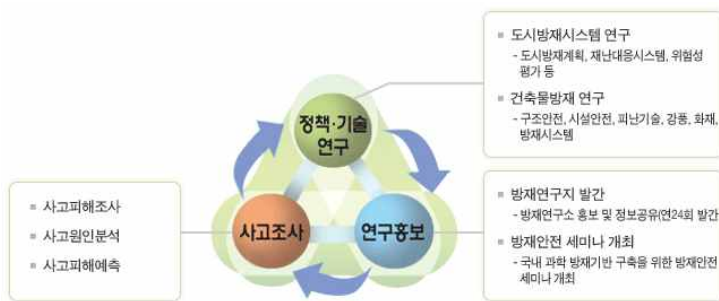 ■ 도시방재시스템 연구
- 도시방재계획, 재난대응시스템, 위험성
평가 등
■ 건축물방재 연구
- 구조안전, 시설안전, 피난기술, 강풍, 화재,
방재시스템
정책·기술
연구
■ 사고피해조사
■ 사고원인분석
■ 사고피해예측
사고조사
연구홍보
■ 방재연구지 발간
- 방재연구소 홍보 및 정보공유(연24회 발간
■ 방재안전 세미나 개최
- 국내 과학 방재기반 구축을 위한 방재안전
세미나 개최